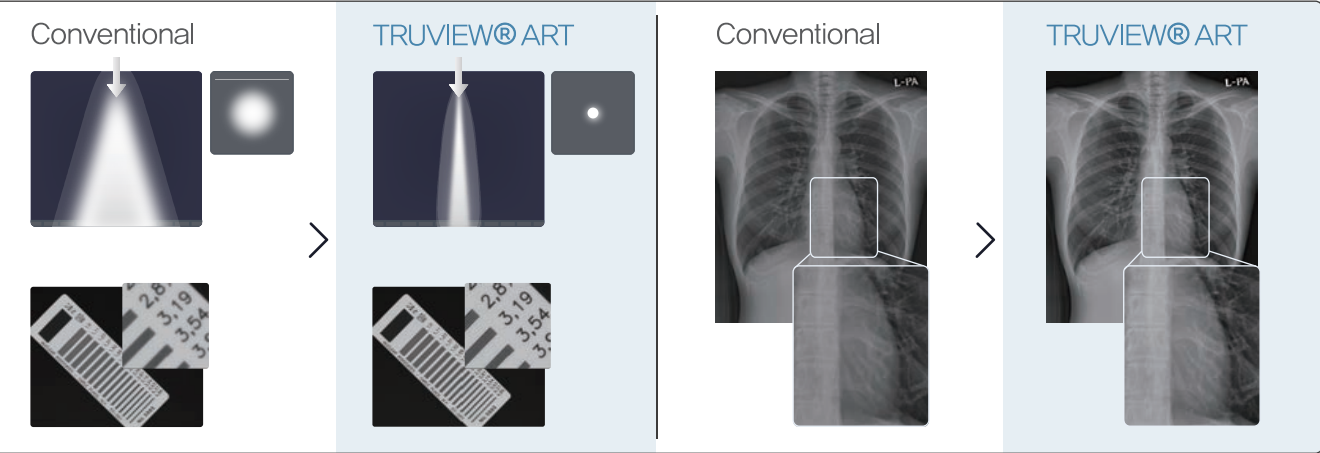 Conventional
TRUVIEW® ART
Conventional
TRUVIEW® ART
L-PA
L-PA
2,8
3,19
3,54
2,8
3,19
3,54